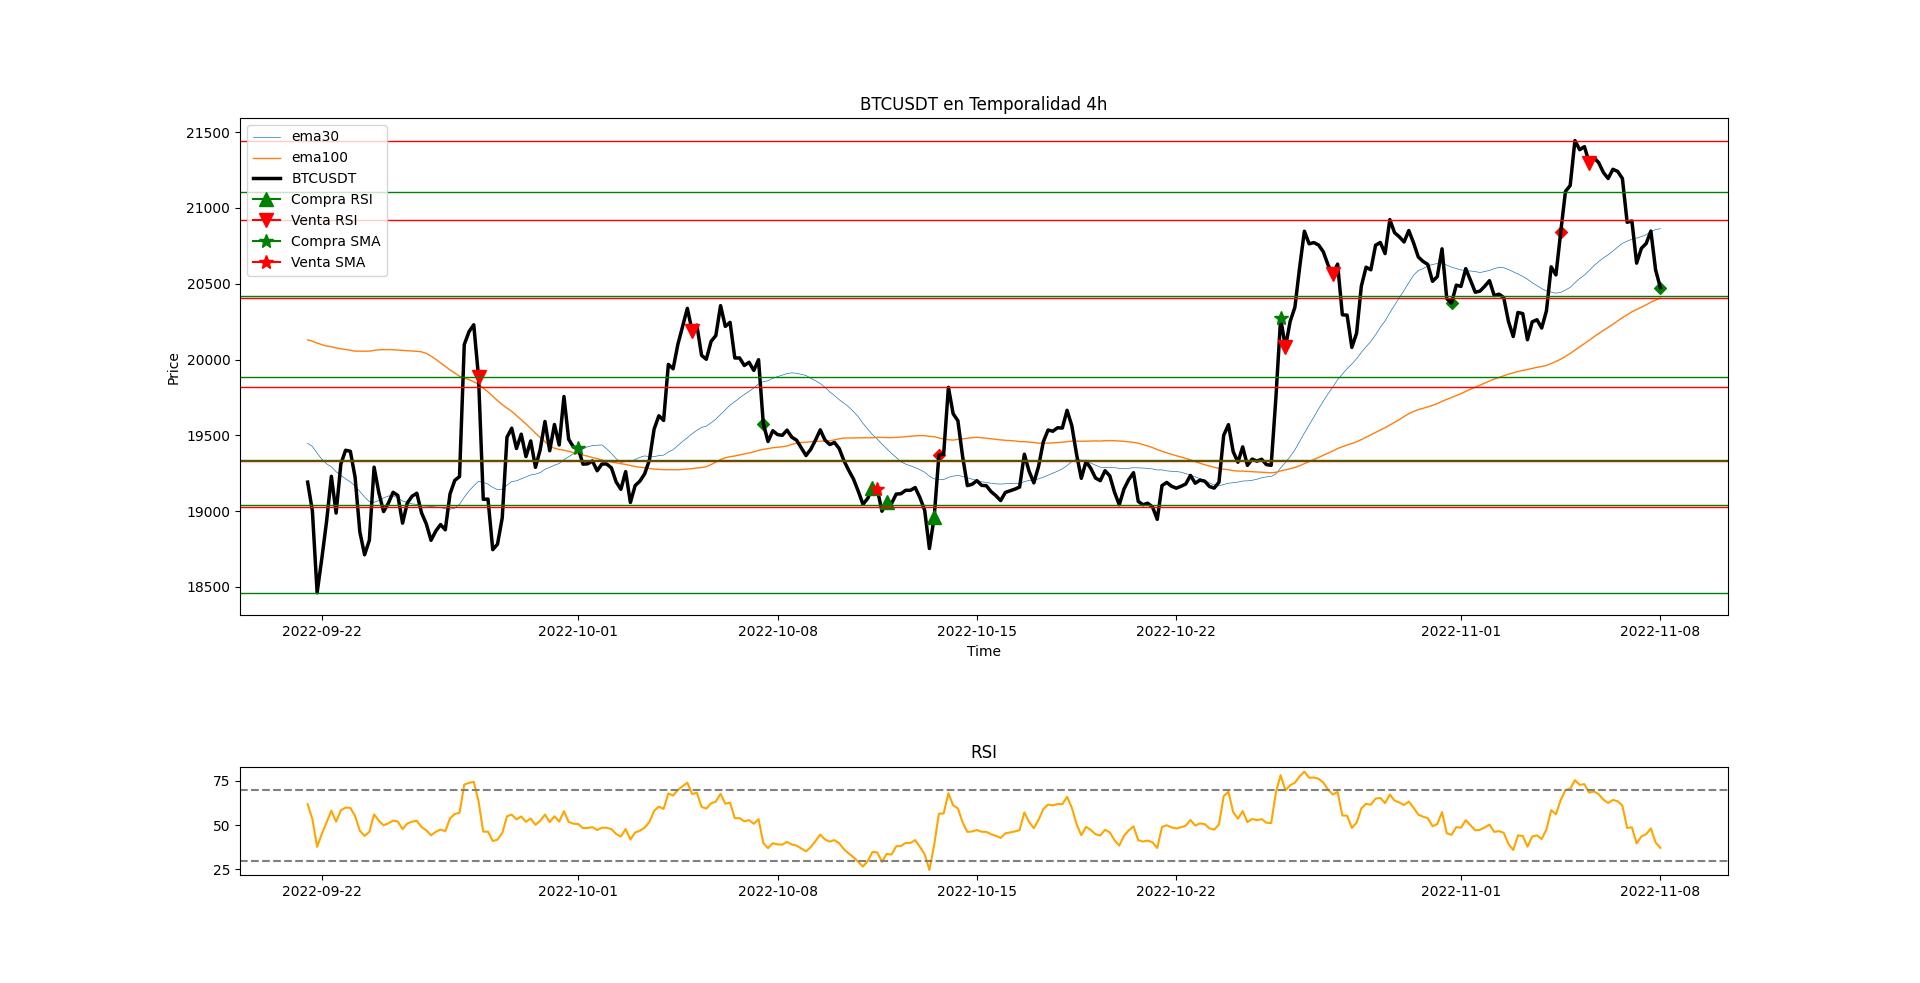 BTCUSDT en Temporalidad 4h
21500
21000
20500
20000
19500
19000
18500
Price
ema30
ema100
BTCUSDT
Compra RSI
Venta RSI
Compra SMA
Venta SMA
2022-09-22 2022-10-01 2022-10-08 2022-10-15 2022-10-22 2022-11-01 2022-11-08
Time
RSI
75
50
25
2022-09-22 2022-10-01 2022-10-08 2022-10-15 2022-10-22 2022-11-01 2022-11-08